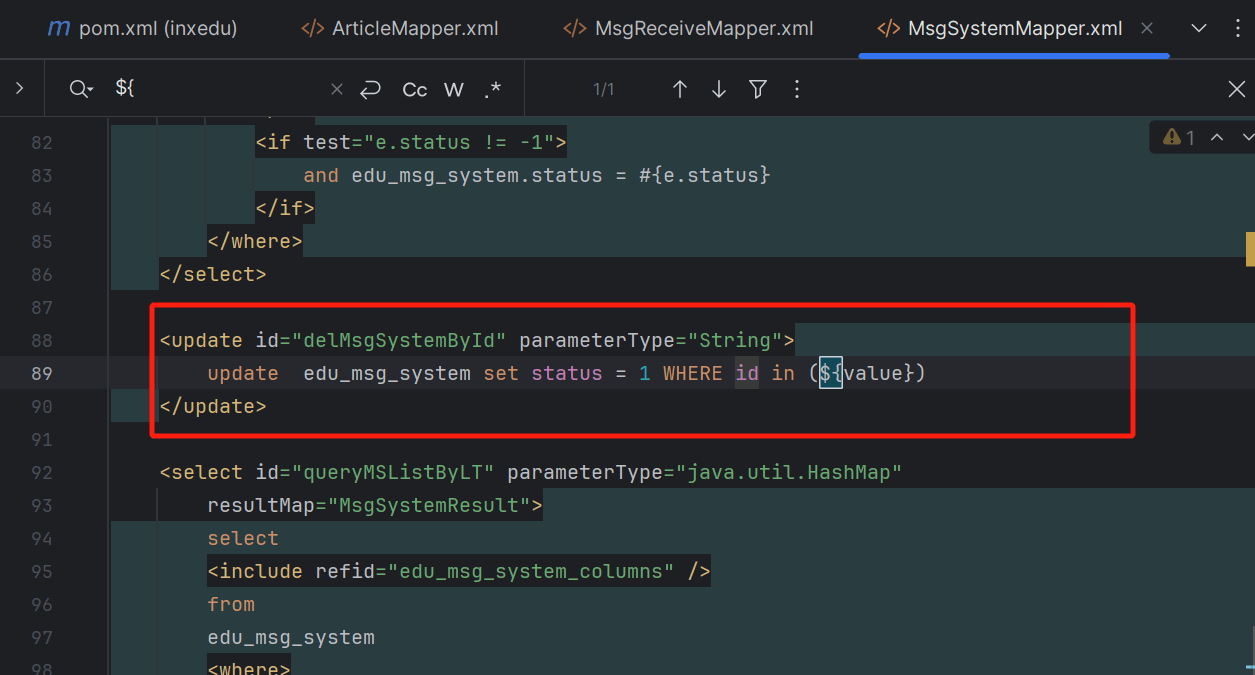 m pom.xml (inxedu) </> ArticleMapper.xml </> MsgReceiveMapper.xml </> MsgSystemMapper.xml
${ Cc W .* 1/1
82 <if test="e.status != -1"> 1
83 and edu_msg_system.status = #{e.status}
84 </if>
85 </where>
86 </select>
87
88 <update id="delMsgSystemById" parameterType="String">
89 update  edu_msg_system set status = 1 WHERE id in (${value})
90 </update>
91
92 <select id="queryMSListByLT" parameterType="java.util.HashMap"
93 resultMap="MsgSystemResult">
94 select
95 <include refid="edu_msg_system_columns" />
96 from
97 edu_msg_system
98 <where>